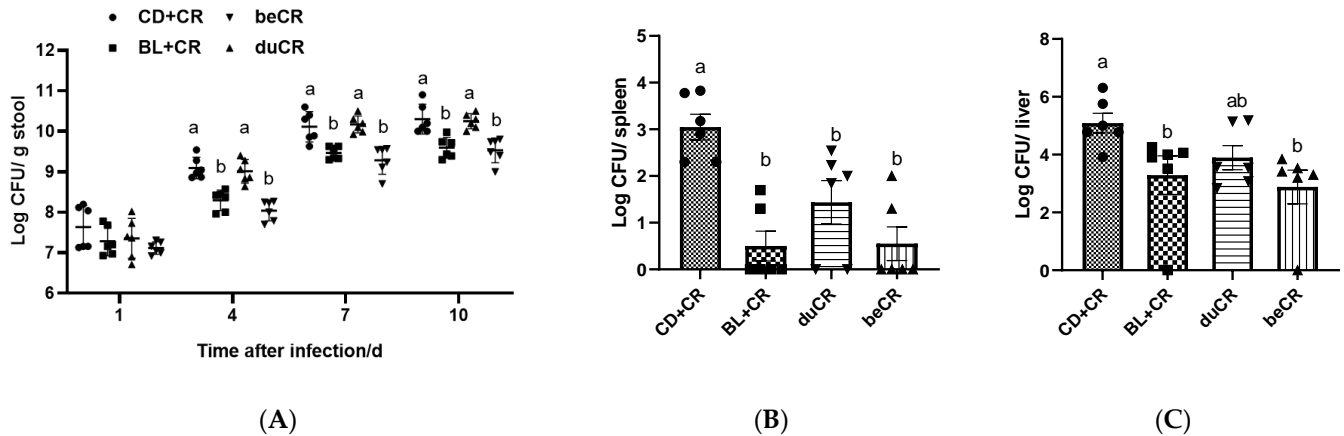 CD+CR
beCR
BL+CR
duCR
Log CFU/ g stool
12
11
10
9
8
7
6
a
a
b
b
a
a
b
b
a
a
b
b
1
4
7
10
Time after infection/d
(A)
Log CFU/ spleen
5
4
3
2
1
0
a
b
b
b
CD+CR
BL+CR
duCR
beCR
(B)
Log CFU/ liver
8
6
4
2
0
a
b
ab
b
CD+CR
BL+CR
duCR
beCR
(C)